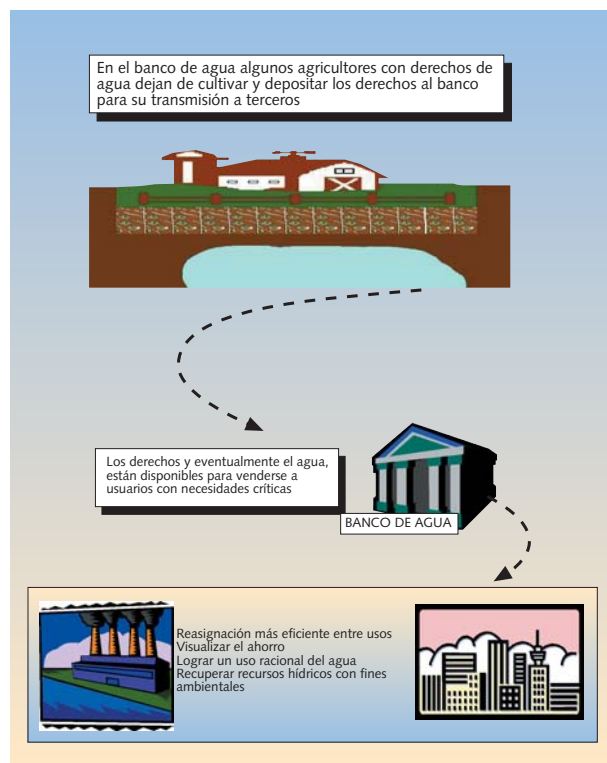 En el banco de agua algunos agricultores con derechos de
agua dejan de cultivar y depositar los derechos al banco
para su transmisión a terceros
Los derechos y eventualmente el agua,
están disponibles para venderse a
usuarios con necesidades críticas
BANCO DE AGUA
Reasignación más eficiente entre usos
Visualizar el ahorro
Lograr un uso racional del agua
Recuperar recursos hídricos con fines
ambientales